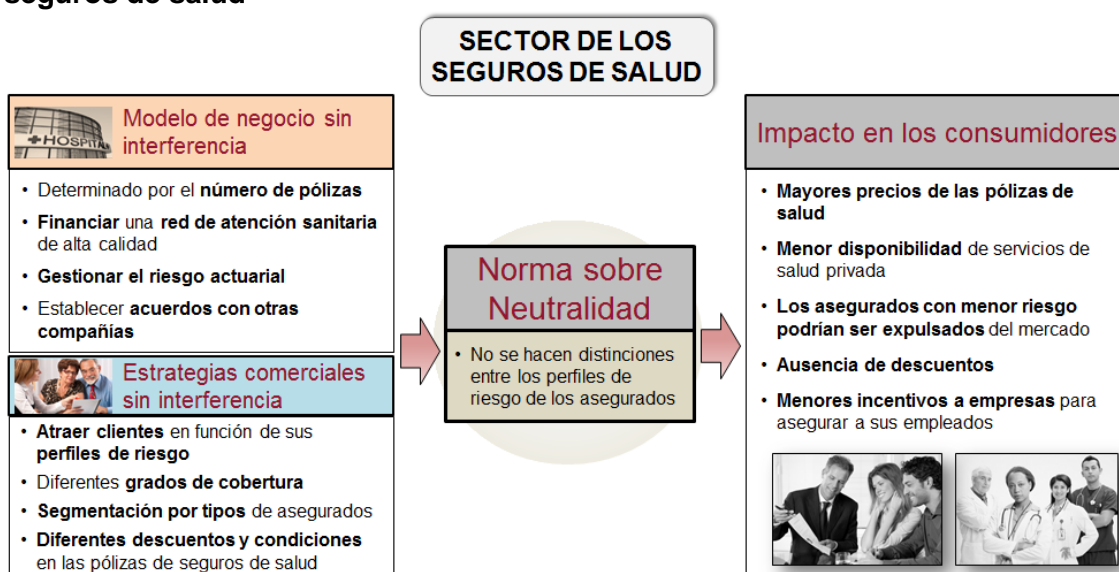 seguros de salud
SECTOR DE LOS
SEGUROS DE SALUD
Modelo de negocio sin
interferencia
HOSPITA
• Determinado por el número de pólizas
• Financiar una red de atención sanitaria
de alta calidad
• Gestionar el riesgo actuarial
• Establecer acuerdos con otras
compañías
Estrategias comerciales
sin interferencia
• Atraer clientes en función de sus
perfiles de riesgo
• Diferentes grados de cobertura
• Segmentación por tipos de asegurados
• Diferentes descuentos y condiciones
en las pólizas de seguros de salud
Norma sobre
Neutralidad
• No se hacen distinciones
entre los perfiles de
riesgo de los asegurados
Impacto en los consumidores
• Mayores precios de las pólizas de
salud
• Menor disponibilidad de servicios de
salud privada
• Los asegurados con menor riesgo
podrían ser expulsados del mercado
• Ausencia de descuentos
• Menores incentivos a empresas para
asegurar a sus empleados